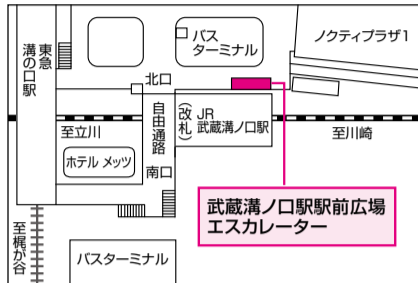 東急
溝の口駅
バス
ターミナル
ノクティプラザ1
北口
自由通路
(改札)
JR
武蔵溝ノ口駅
至立川
至川崎
ホテル メッツ
南口
武蔵溝ノ口駅駅前広場
エスカレーター
至梶が谷
バスターミナル